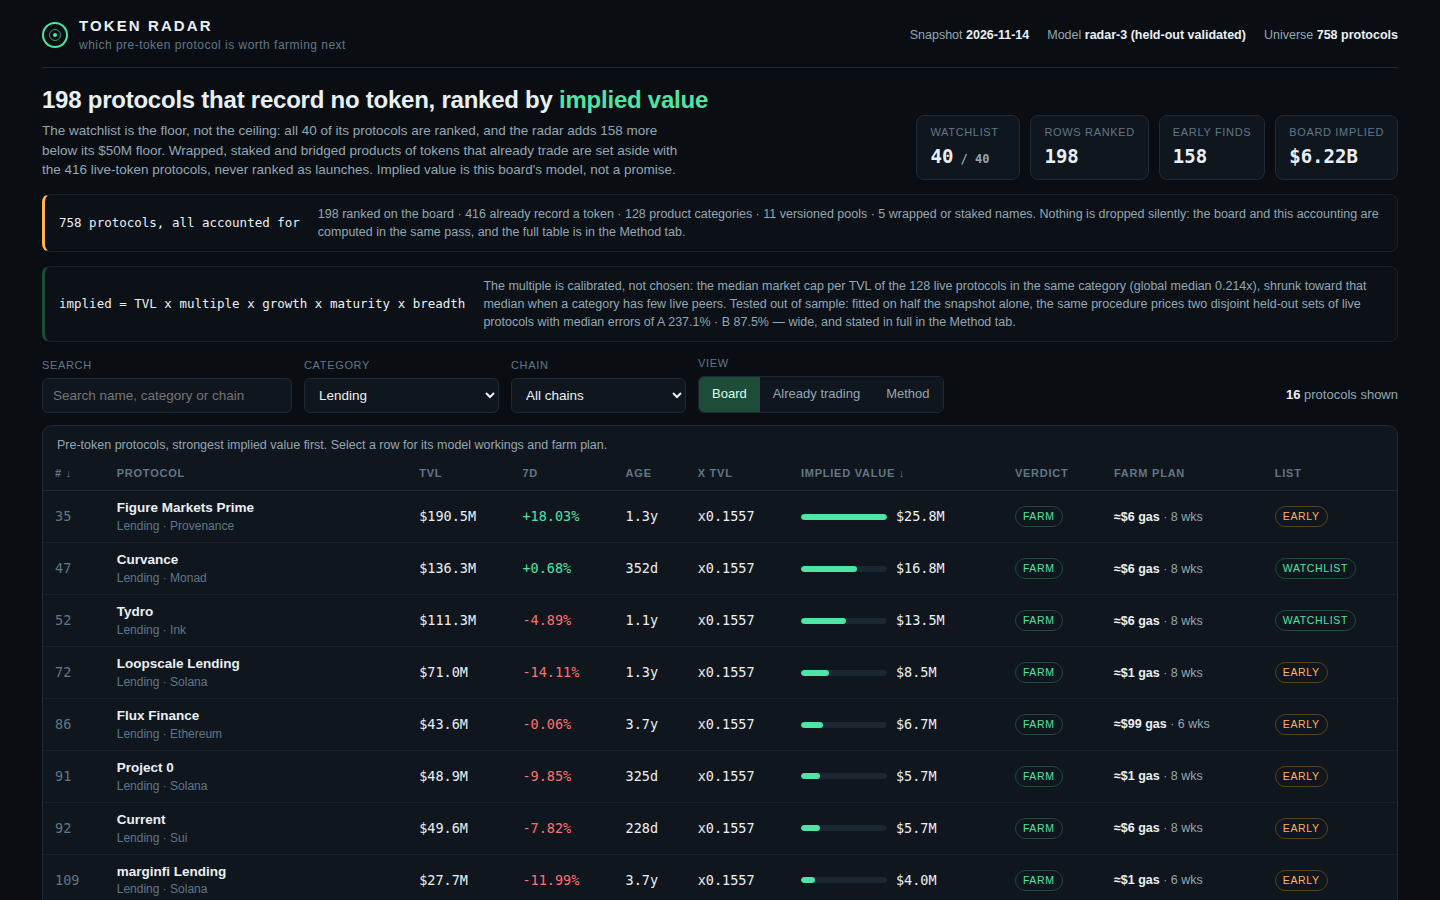 TOKEN RADAR
which pre-token protocol is worth farming next
Snapshot 2026-11-14 Model radar-3 (held-out validated) Universe 758 protocols
198 protocols that record no token, ranked by implied value
The watchlist is the floor, not the ceiling: all 40 of its protocols are ranked, and the radar adds 158 more
below its $50M floor. Wrapped, staked and bridged products of tokens that already trade are set aside with
the 416 live-token protocols, never ranked as launches. Implied value is this board's model, not a promise.
WATCHLIST
40 / 40
ROWS RANKED
198
EARLY FINDS
158
BOARD IMPLIED
$6.22B
758 protocols, all accounted for
198 ranked on the board · 416 already record a token · 128 product categories · 11 versioned pools · 5 wrapped or staked names. Nothing is dropped silently: the board and this accounting are
computed in the same pass, and the full table is in the Method tab.
implied = TVL x multiple x growth x maturity x breadth
The multiple is calibrated, not chosen: the median market cap per TVL of the 128 live protocols in the same category (global median 0.214x), shrunk toward that
median when a category has few live peers. Tested out of sample: fitted on half the snapshot alone, the same procedure prices two disjoint held-out sets of live
protocols with median errors of A 237.1% · B 87.5% — wide, and stated in full in the Method tab.
SEARCH
Search name, category or chain
CATEGORY
Lending
CHAIN
All chains
VIEW
Board Already trading Method
16 protocols shown
Pre-token protocols, strongest implied value first. Select a row for its model workings and farm plan.
# ↓ PROTOCOL TVL 7D AGE X TVL IMPLIED VALUE ↓ VERDICT FARM PLAN LIST
35 Figure Markets Prime $190.5M +18.03% 1.3y x0.1557 $25.8M FARM ≈$6 gas · 8 wks EARLY
Lending · Provenance
47 Curvance $136.3M +0.68% 352d x0.1557 $16.8M FARM ≈$6 gas · 8 wks WATCHLIST
Lending · Monad
52 Tydro $111.3M -4.89% 1.1y x0.1557 $13.5M FARM ≈$6 gas · 8 wks WATCHLIST
Lending · Ink
72 Loopscale Lending $71.0M -14.11% 1.3y x0.1557 $8.5M FARM ≈$1 gas · 8 wks EARLY
Lending · Solana
86 Flux Finance $43.6M -0.06% 3.7y x0.1557 $6.7M FARM ≈$99 gas · 6 wks EARLY
Lending · Ethereum
91 Project 0 $48.9M -9.85% 325d x0.1557 $5.7M FARM ≈$1 gas · 8 wks EARLY
Lending · Solana
92 Current $49.6M -7.82% 228d x0.1557 $5.7M FARM ≈$6 gas · 8 wks EARLY
Lending · Sui
109 marginfi Lending $27.7M -11.99% 3.7y x0.1557 $4.0M FARM ≈$1 gas · 6 wks EARLY
Lending · Solana